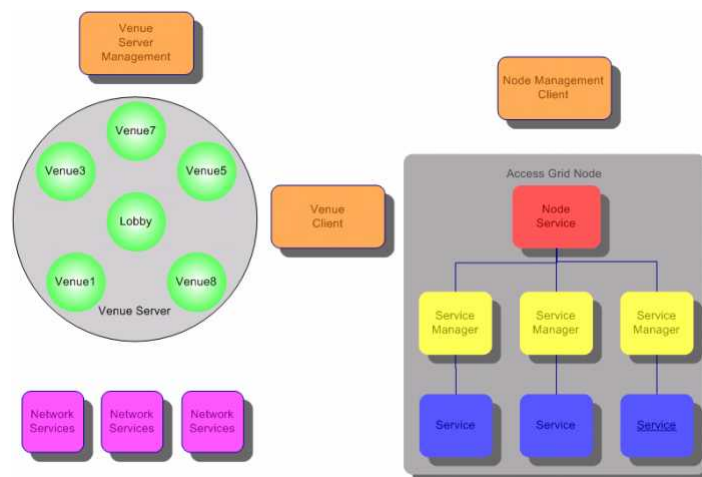 Venue
Server
Management
Node Management
Client
Venue7
Venue3
Venue5
Lobby
Venue1
Venue8
Venue Server
Venue
Client
Access Grid Node
Node
Service
Service
Manager
Service
Manager
Service
Manager
Service
Service
Service
Network
Services
Network
Services
Network
Services